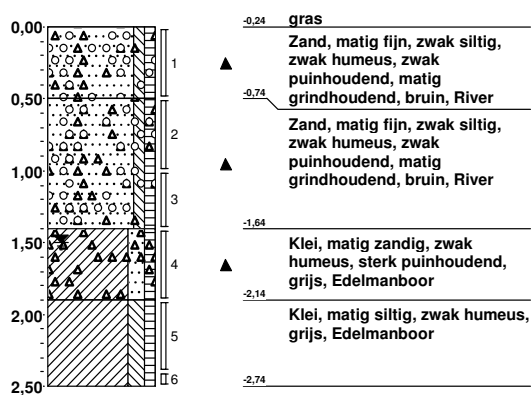 0,00
0,50
1,00
1,50
2,00
2,50
1
2
3
4
5
6
-0,24 gras
Zand, matig fijn, zwak siltig,
zwak humeus, zwak
puinhoudend, matig
grindhoudend, bruin, River
-0,74
Zand, matig fijn, zwak siltig,
zwak humeus, zwak
puinhoudend, matig
grindhoudend, bruin, River
-1,64
Klei, matig zandig, zwak
humeus, sterk puinhoudend,
grijs, Edelmanboor
-2,14
Klei, matig siltig, zwak humeus,
grijs, Edelmanboor
-2,74